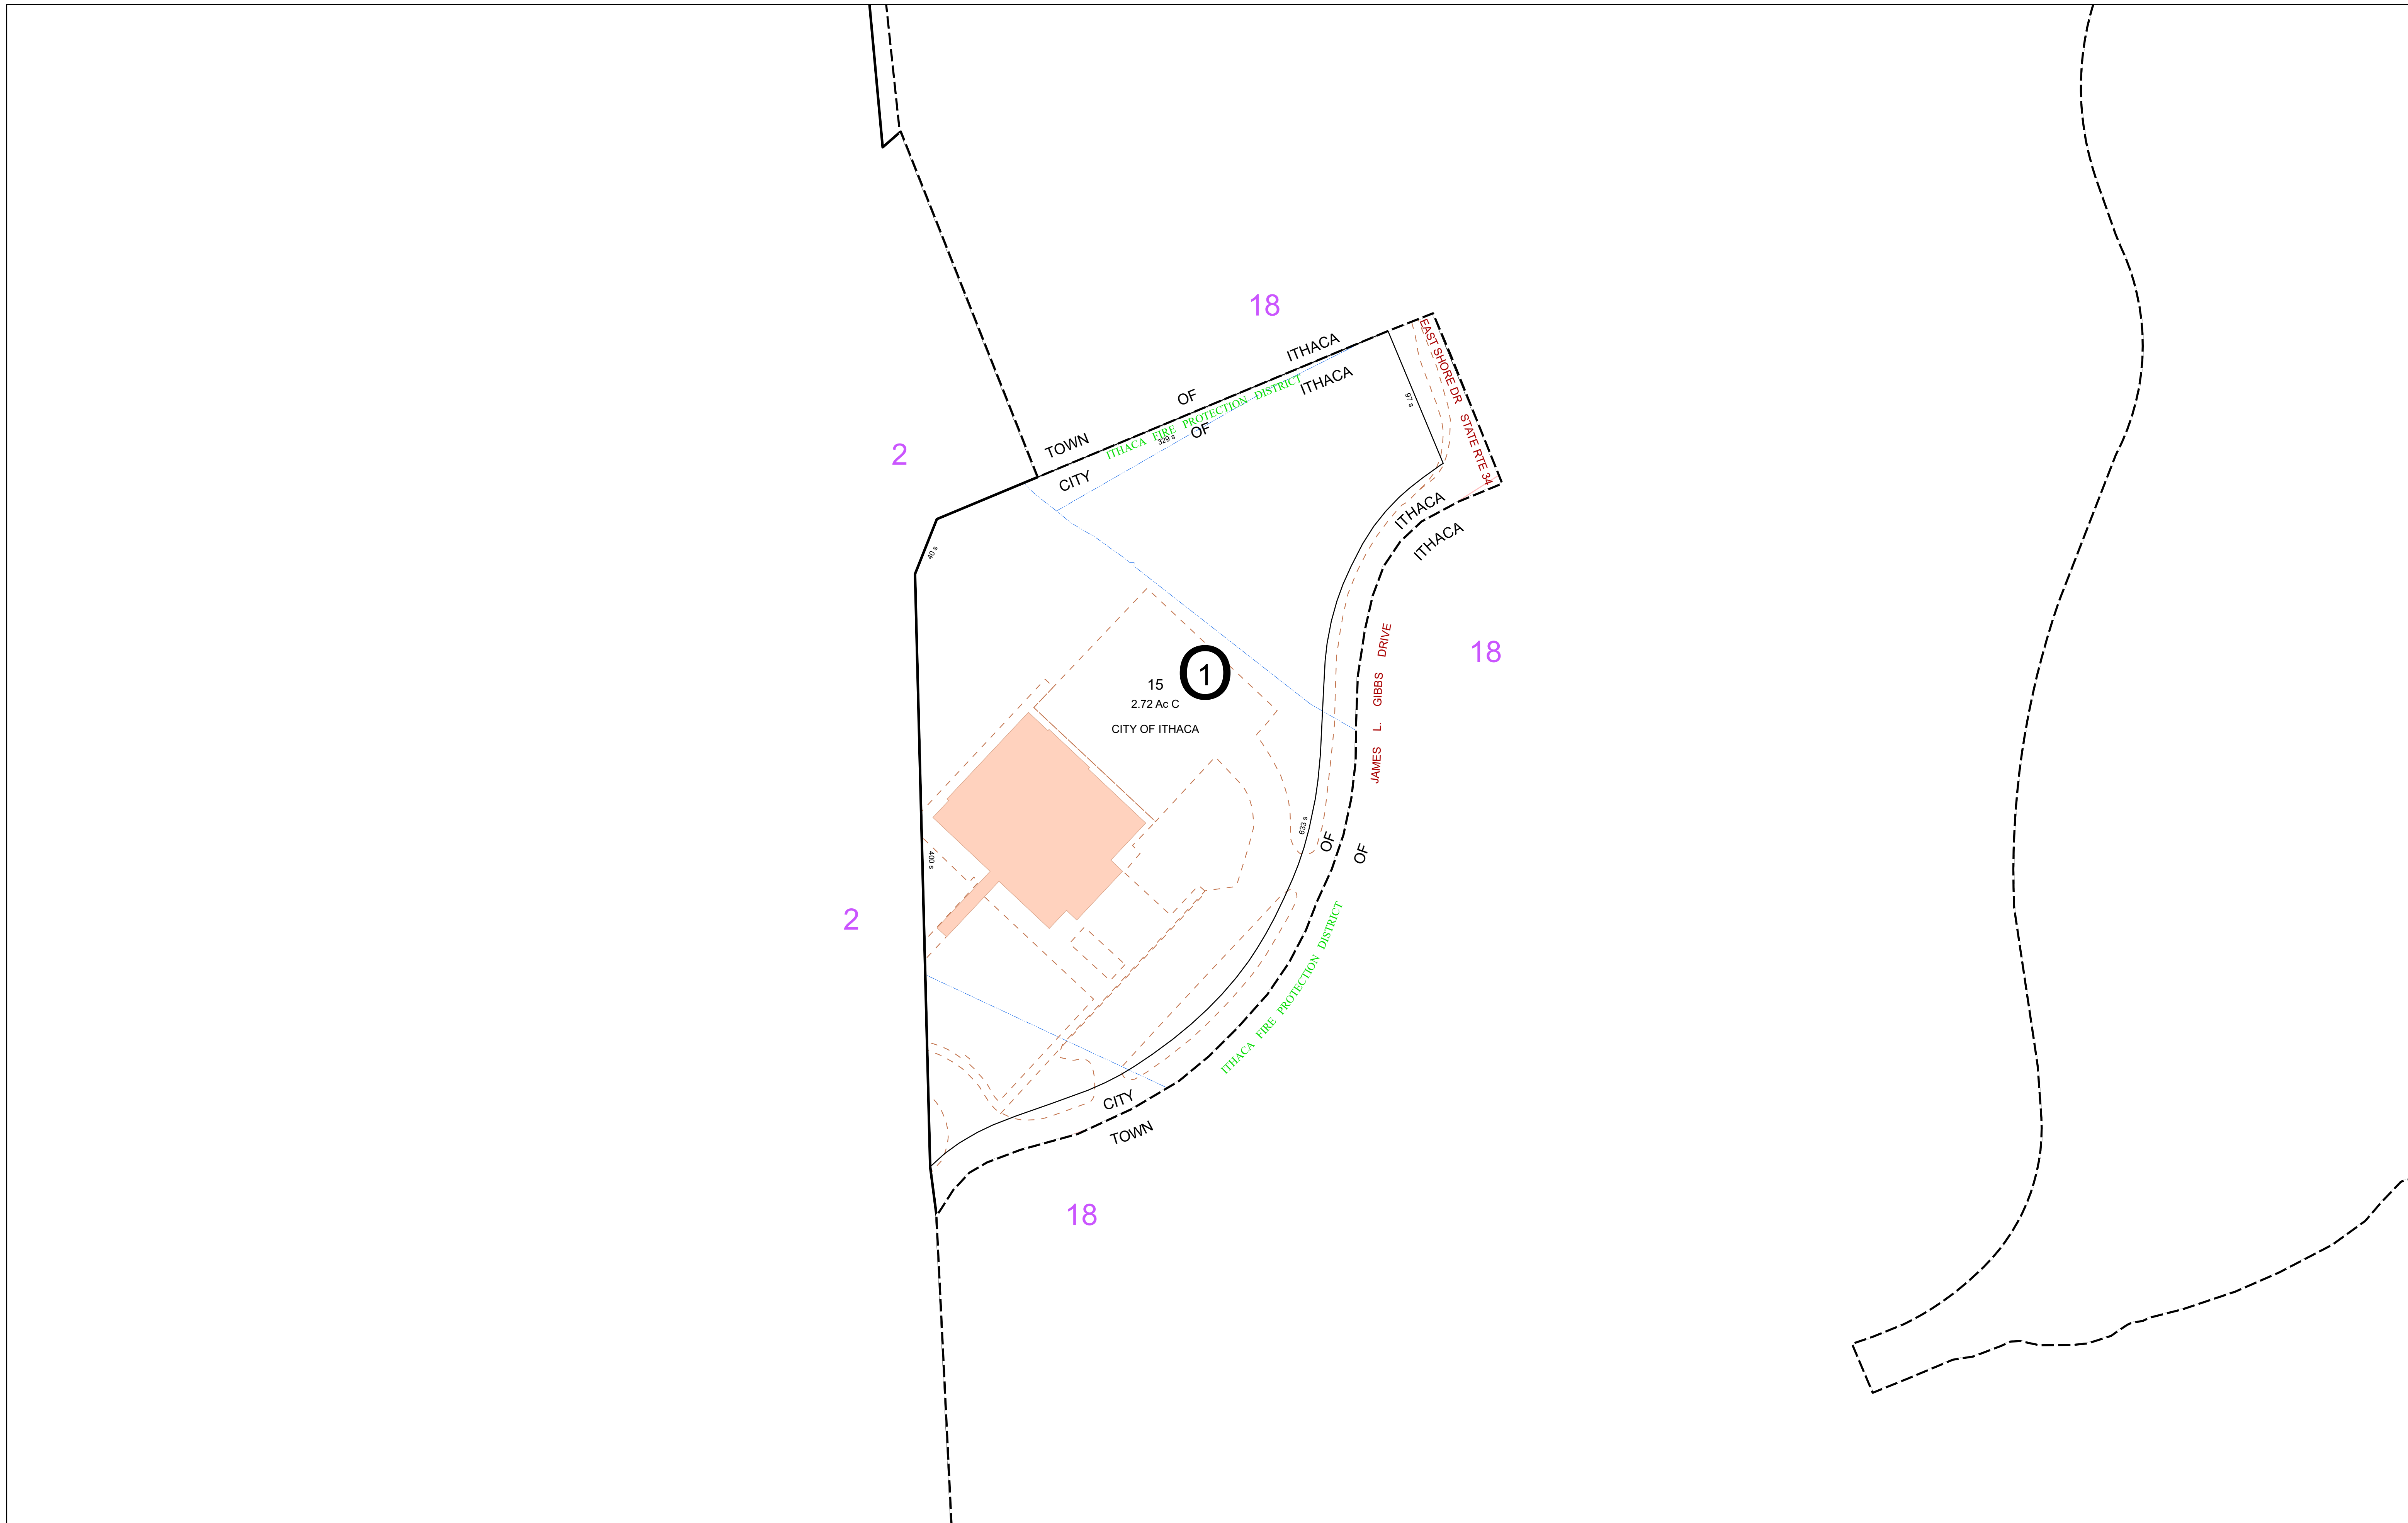 18
TOWN OF ITHACA
ITHACA FIRE PROTECTION DISTRICT
329 s
CITY OF ITHACA
97 s
EAST SHORE DR STATE RTE 34
2
40 s
ITHACA
ITHACA
18
JAMES L. GIBBS DRIVE
1
15
2.72 Ac C
CITY OF ITHACA
633 s
OF
OF
400 s
2
ITHACA FIRE PROTECTION DISTRICT
CITY
TOWN
18